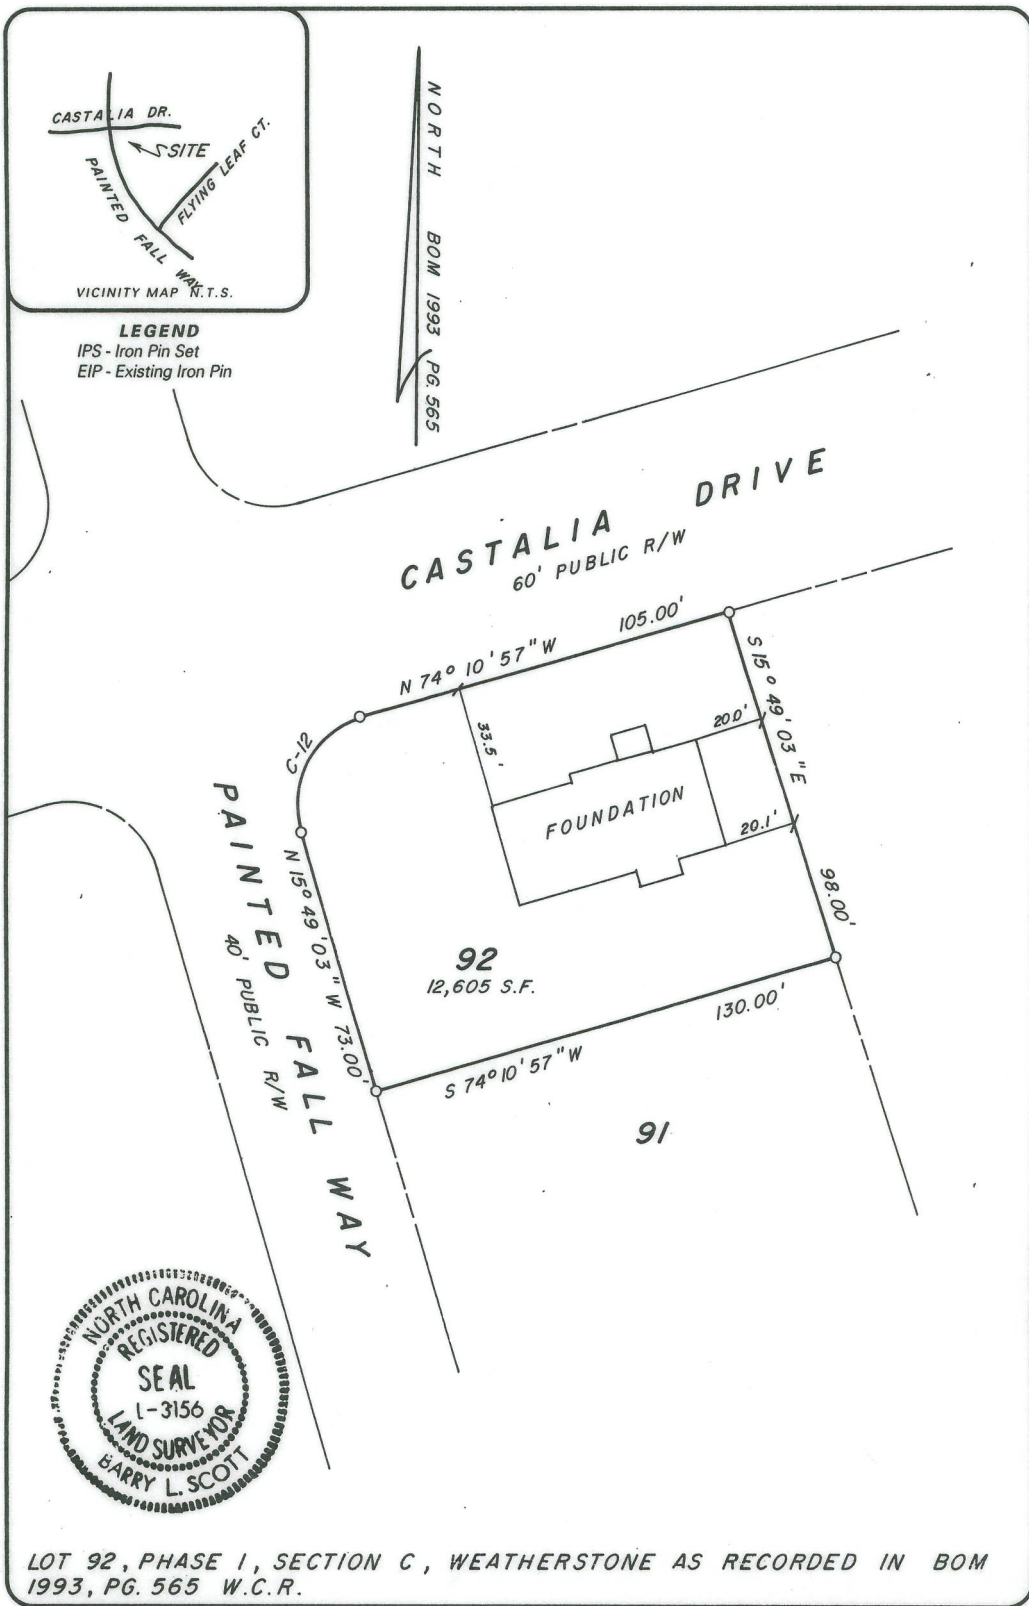 CASTALIA DR.
SITE
FLYING LEAF CT.
PAINTED FALL WAY
VICINITY MAP N.T.S.
LEGEND
IPS - Iron Pin Set
EIP - Existing Iron Pin
NORTH BOM 1993 PG. 565
CASTALIA DRIVE
60' PUBLIC R/W
N 74° 10' 57" W
105.00'
S 15° 49' 03" E
98.00'
C-12
33.5'
20.0'
FOUNDATION
20.1'
PAINTED FALL WAY
40' PUBLIC R/W
N 15° 49' 03" W 73.00'
92
12,605 S.F.
S 74° 10' 57" W
130.00'
91
NORTH CAROLINA
REGISTERED
SEAL
L-3156
LAND SURVEYOR
BARRY L. SCOTT
LOT 92, PHASE 1, SECTION C, WEATHERSTONE AS RECORDED IN BOM
1993, PG. 565 W.C.R.